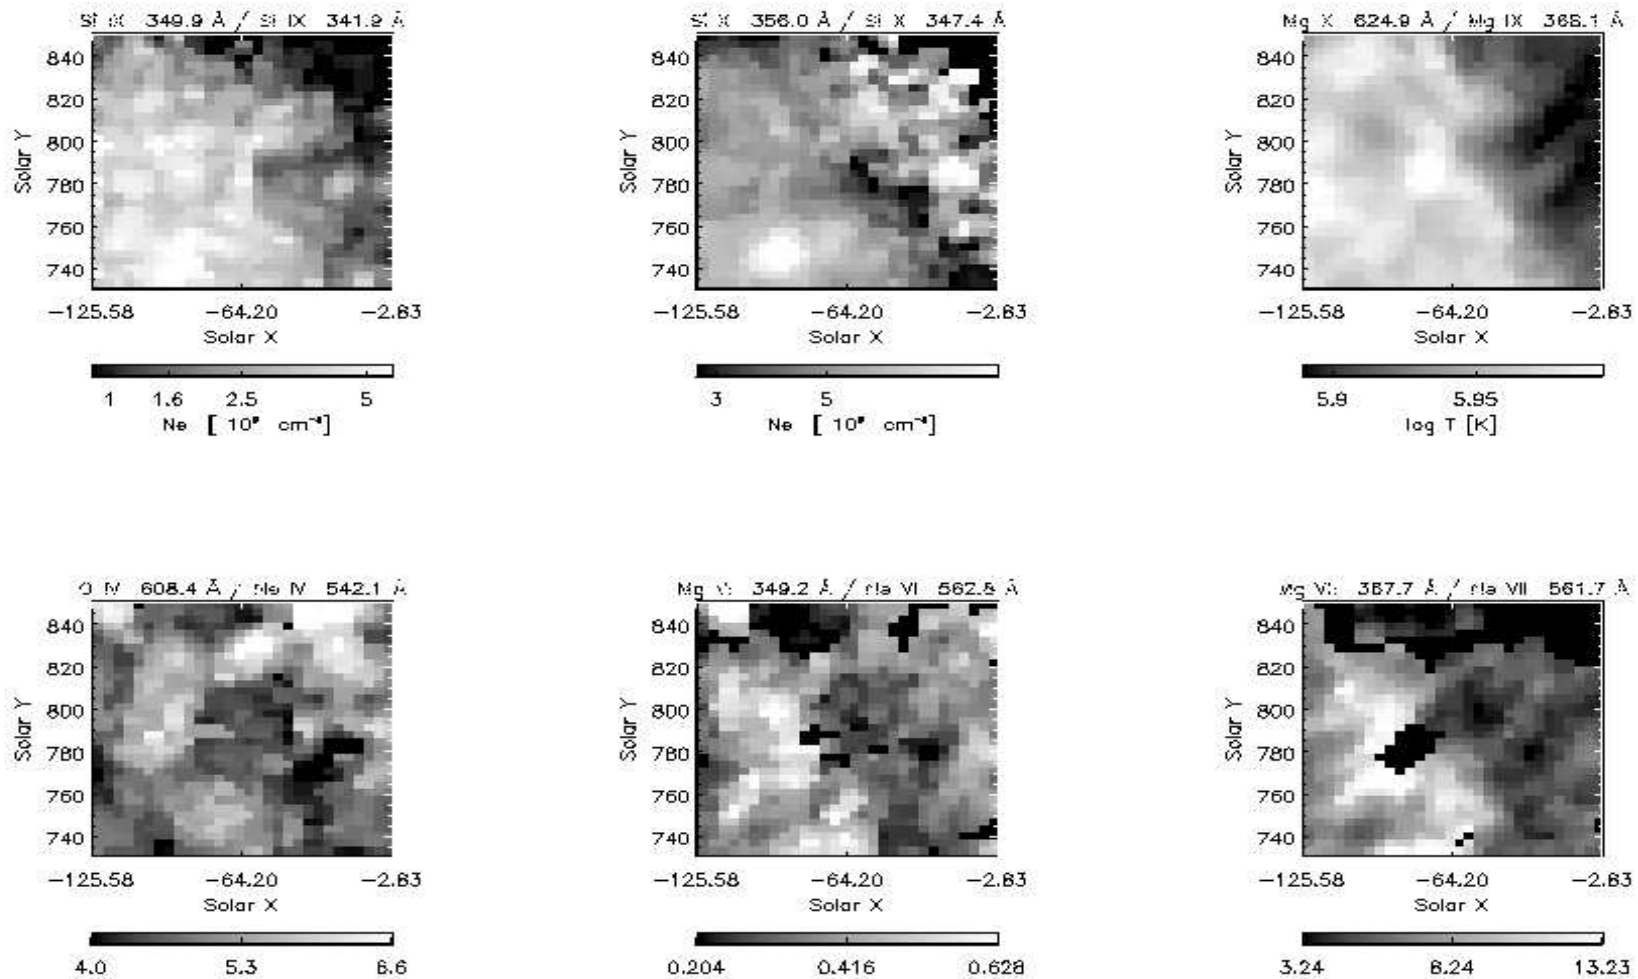 Si IX 349.9 Å / Si IX 341.9 Å
840
820
800
780
760
740
Solar Y
−125.58 −64.20 −2.83
Solar X
1 1.6 2.5 5
Ne [ 10 cm ]
Si X 356.0 Å / Si X 347.4 Å
840
820
800
780
760
740
Solar Y
−125.58 −64.20 −2.83
Solar X
3 5
Ne [ 10 cm ]
Mg X 624.9 Å / Mg IX 368.1 Å
840
820
800
780
760
740
Solar Y
−125.58 −64.20 −2.83
Solar X
5.9 5.95
log T [K]
O IV 608.4 Å / Ne IV 542.1 Å
840
820
800
780
760
740
Solar Y
−125.58 −64.20 −2.83
Solar X
4.0 5.3 6.6
Mg VI 349.2 Å / Ne VI 562.8 Å
840
820
800
780
760
740
Solar Y
−125.58 −64.20 −2.83
Solar X
0.204 0.416 0.628
Mg VII 367.7 Å / Ne VII 561.7 Å
840
820
800
780
760
740
Solar Y
−125.58 −64.20 −2.83
Solar X
3.24 8.24 13.23